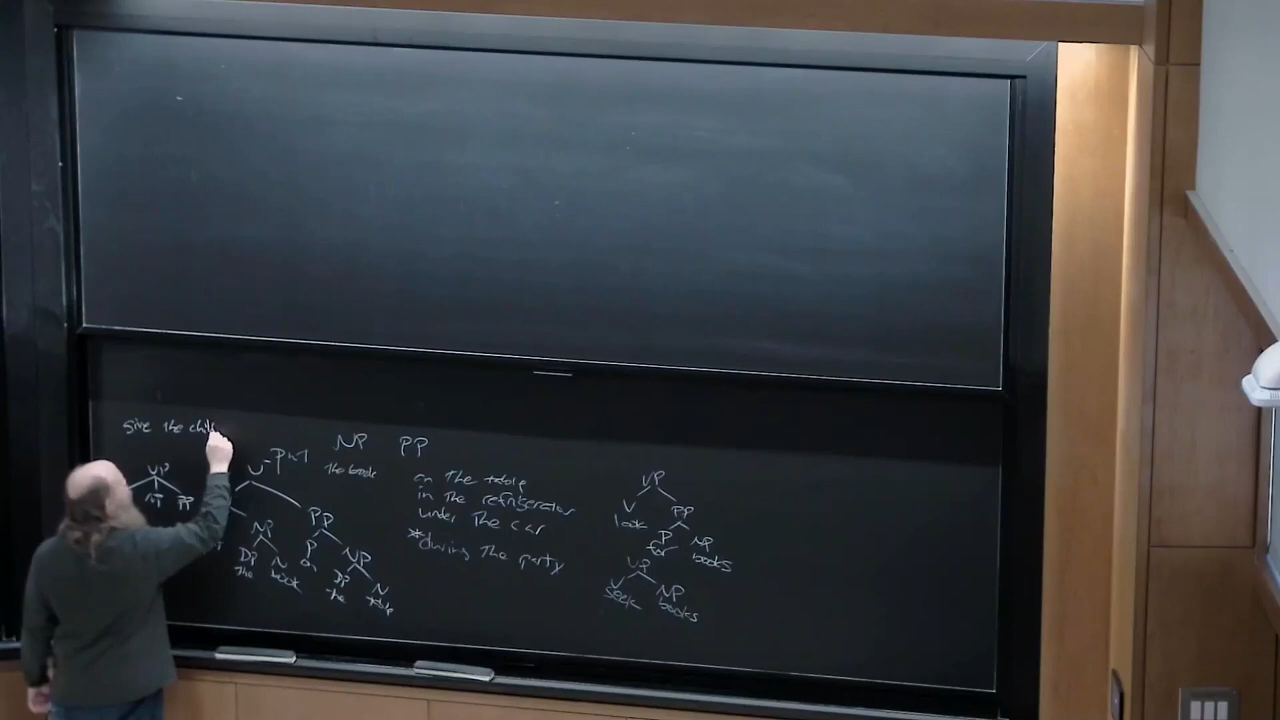 give the chil
VP
NP PP
V -put NP PP
the book
on the table
in the refrigerator
under the car
*during the party
PP
NP P NP
DP N on DP N
the book the table
VP
V PP
look P NP
for books
VP
V NP
seek books